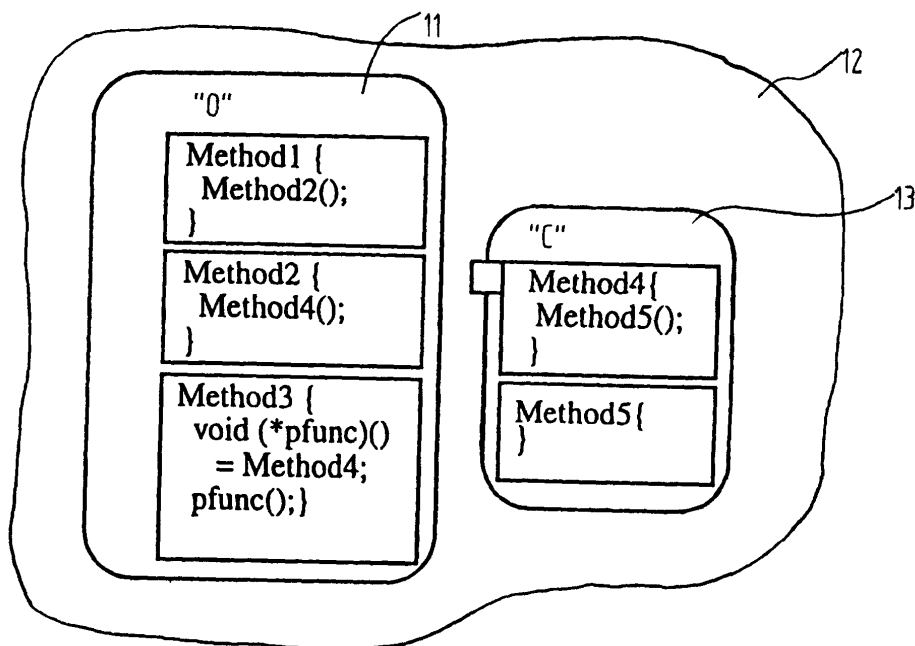 11
12
"O"
Method1 {
Method2();
}
Method2 {
Method4();
}
Method3 {
void (*pfunc)()
= Method4;
pfunc();}
13
"C"
Method4{
Method5();
}
Method5{
}